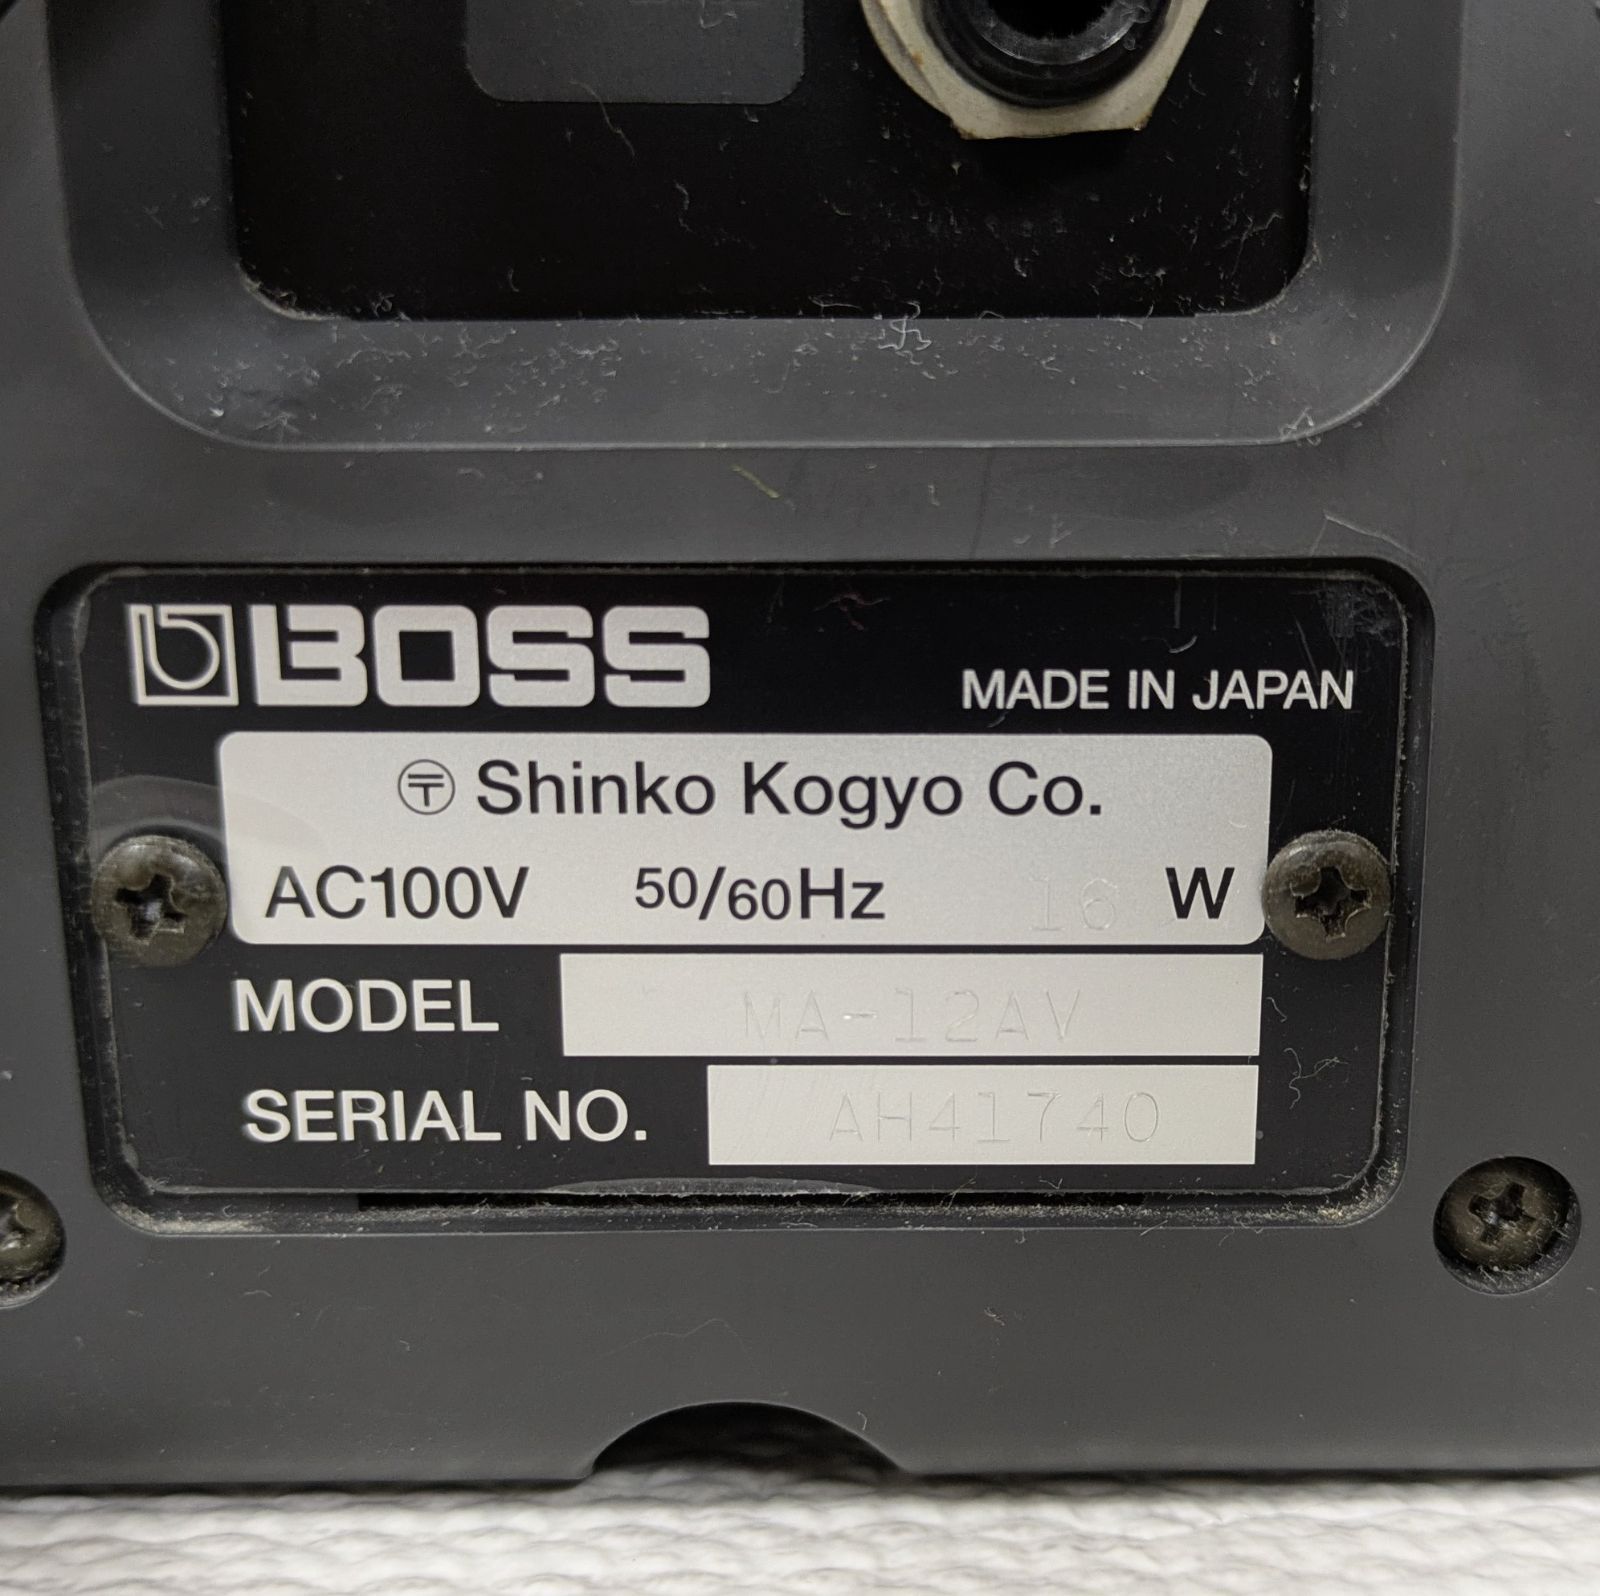 BOSS
MADE IN JAPAN
〶 Shinko Kogyo Co.
AC100V 50/60Hz 16 W
MODEL MA-12AV
SERIAL NO. AH41740